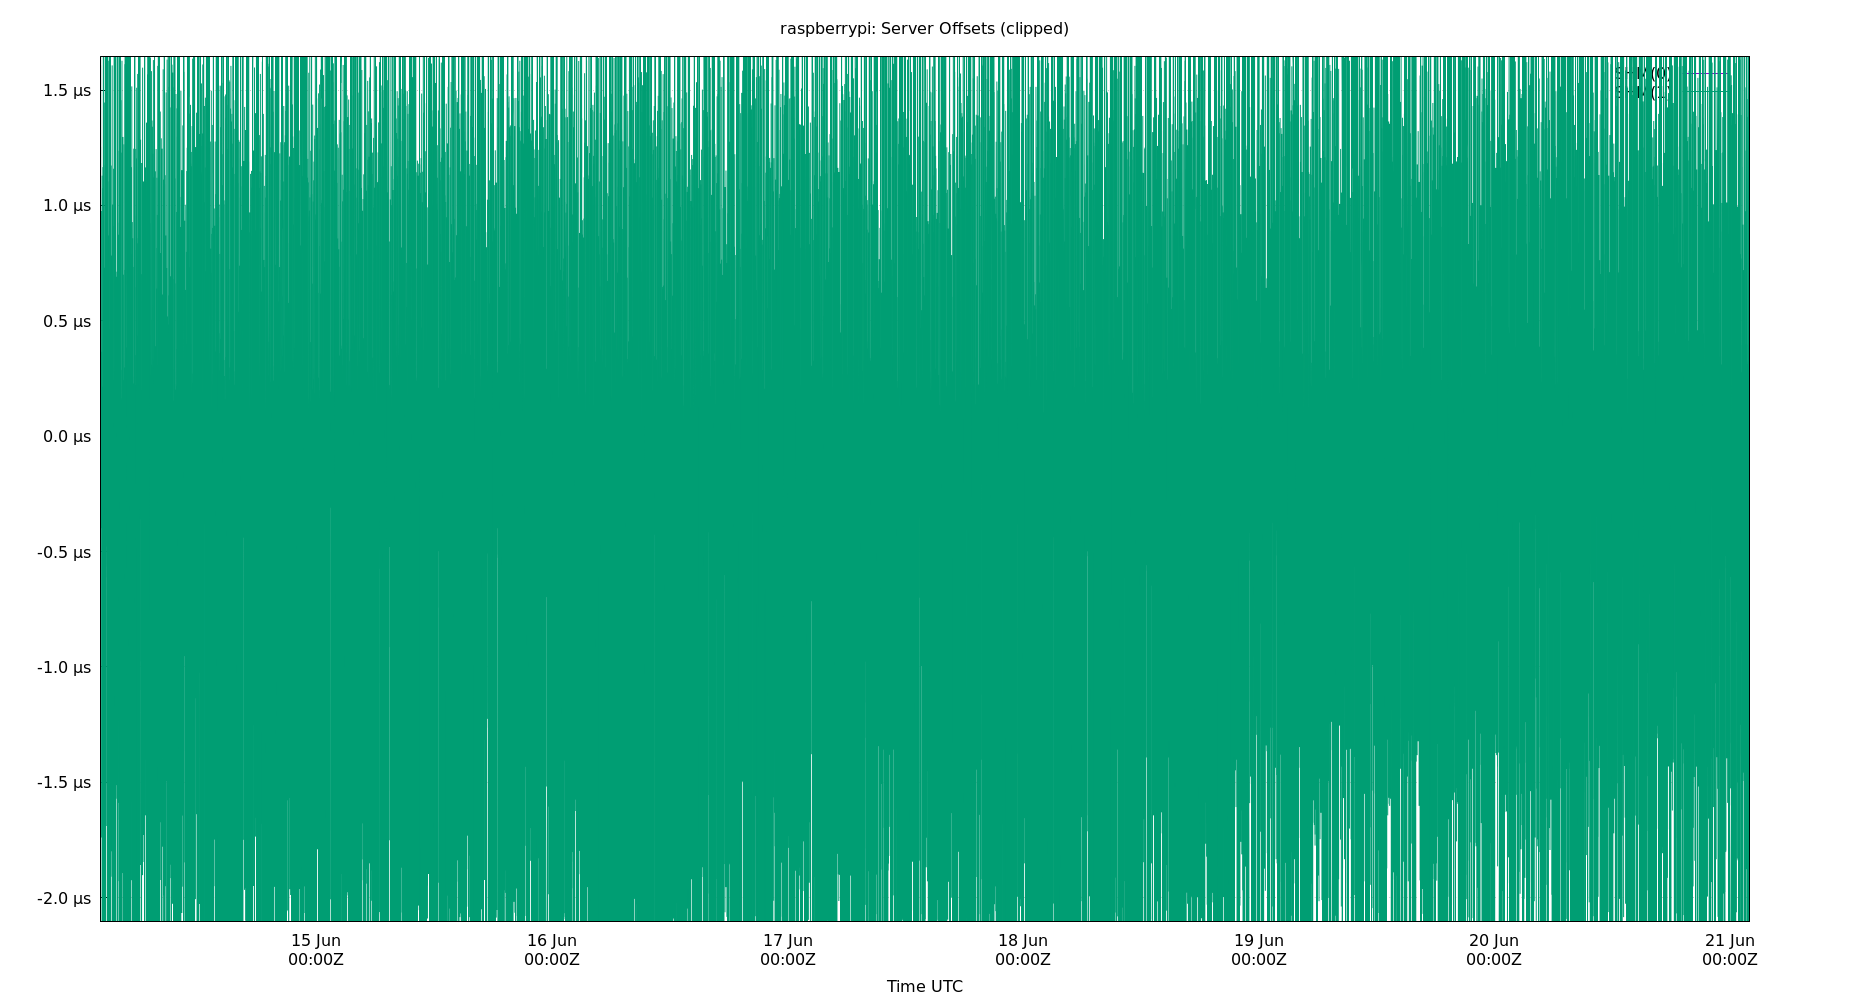 raspberrypi: Server Offsets (clipped)
1.5 µs
1.0 µs
0.5 µs
0.0 µs
-0.5 µs
-1.0 µs
-1.5 µs
-2.0 µs
15 Jun
00:00Z
16 Jun
00:00Z
17 Jun
00:00Z
18 Jun
00:00Z
19 Jun
00:00Z
20 Jun
00:00Z
21 Jun
00:00Z
Time UTC